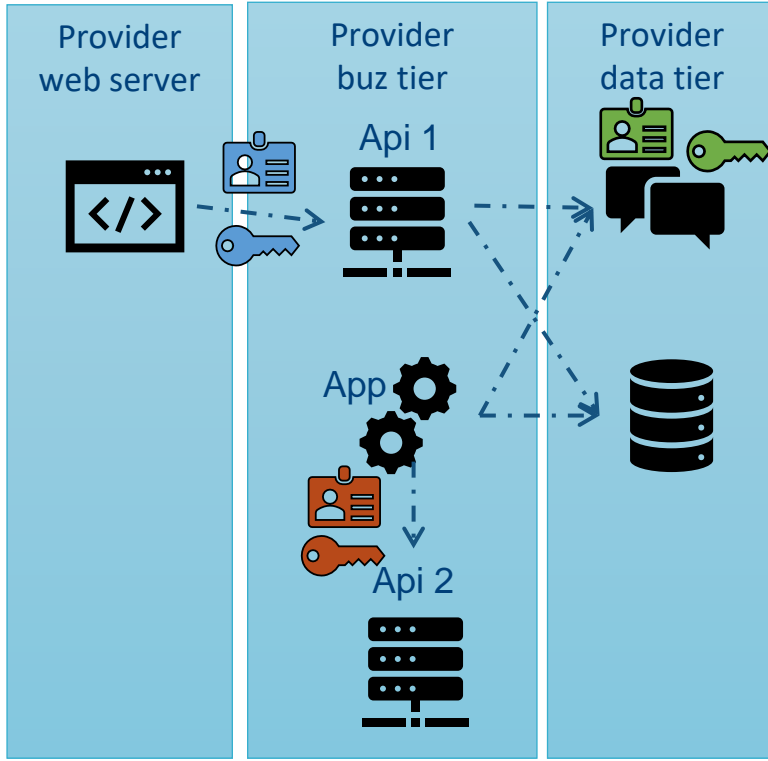 Provider
web server
Provider
buz tier
Provider
data tier
Api 1
</>
App
Api 2